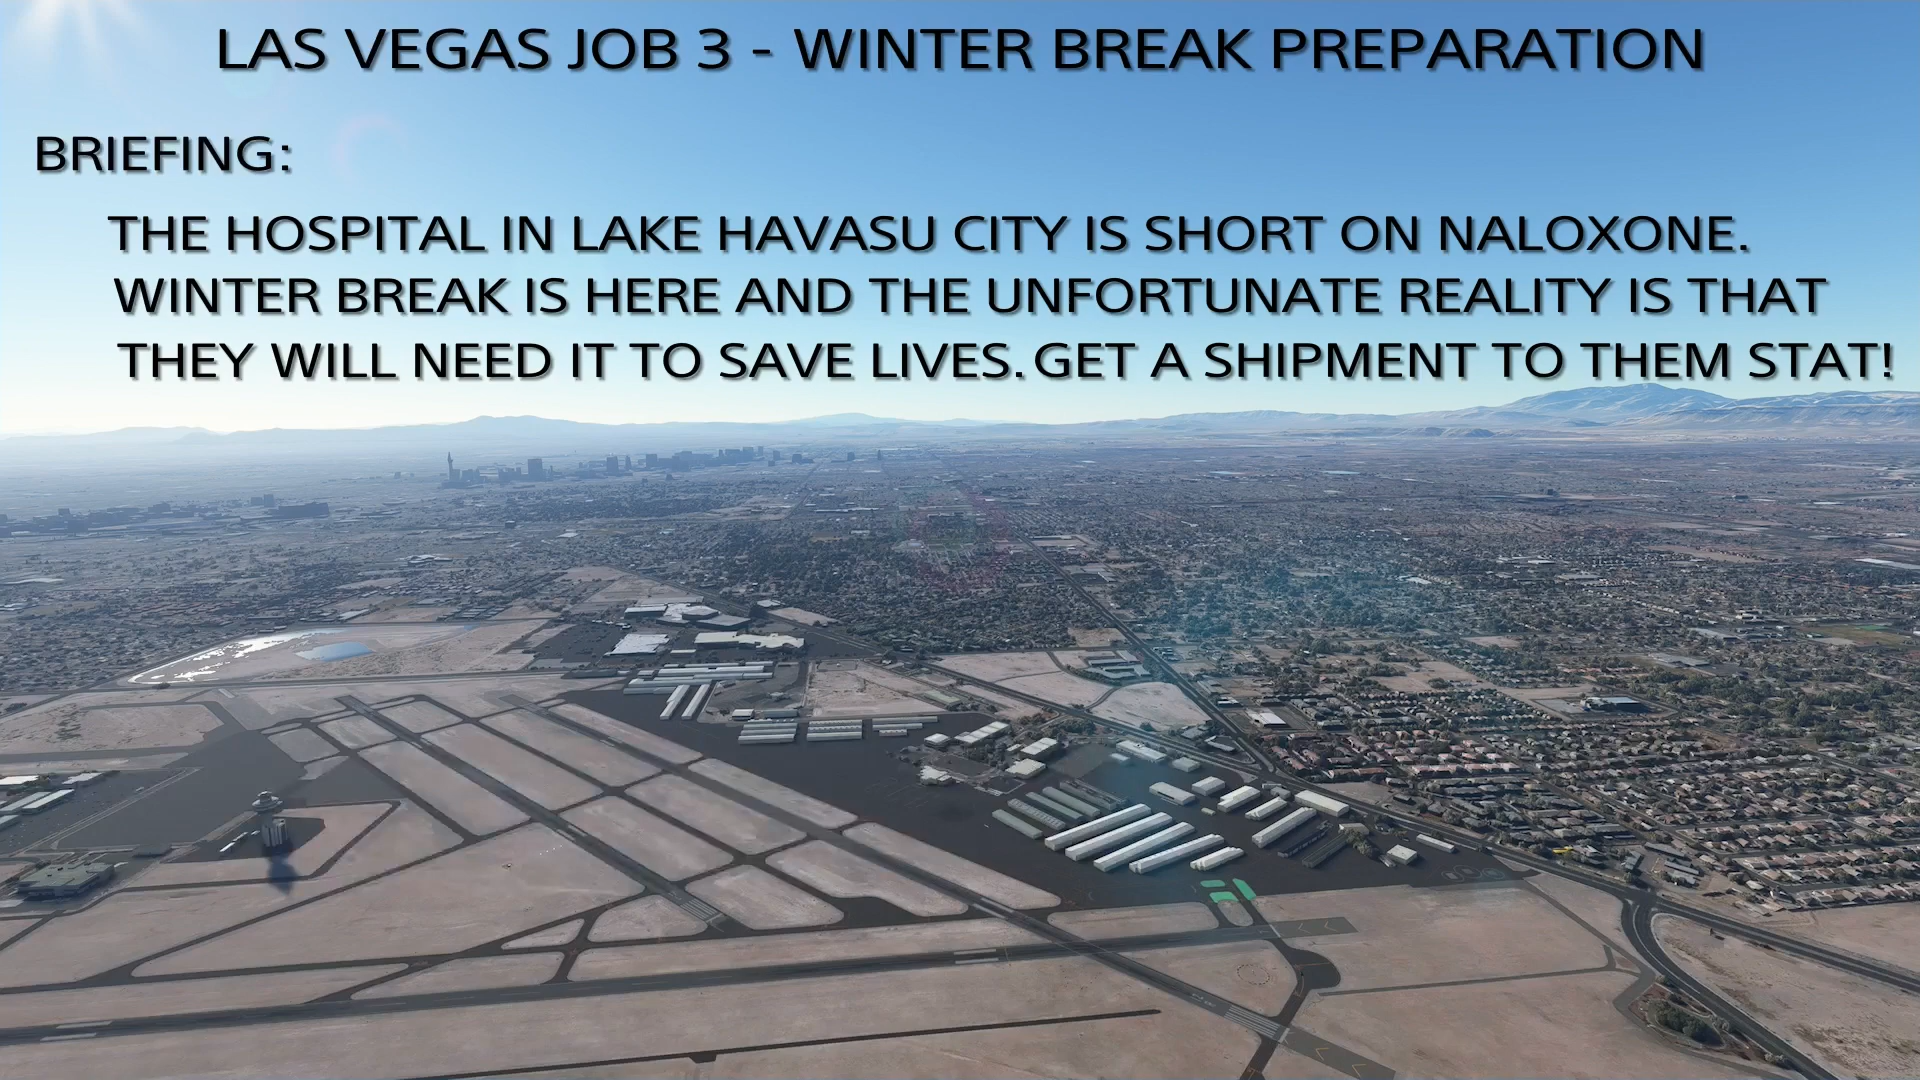 LAS VEGAS JOB 3 - WINTER BREAK PREPARATION
BRIEFING:
THE HOSPITAL IN LAKE HAVASU CITY IS SHORT ON NALOXONE.
WINTER BREAK IS HERE AND THE UNFORTUNATE REALITY IS THAT
THEY WILL NEED IT TO SAVE LIVES. GET A SHIPMENT TO THEM STAT!